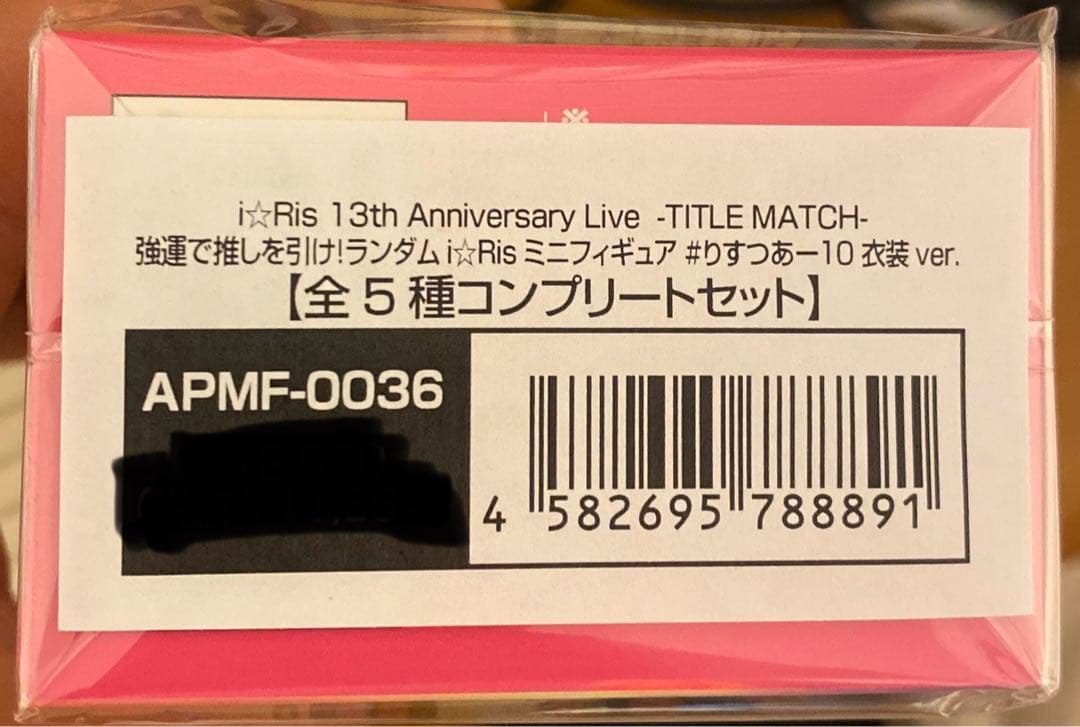 i☆Ris 13th Anniversary Live -TITLE MATCH-
強運で推しを引け!ランダム i☆Ris ミニフィギュア #りすつあー10 衣装 ver.
【全5種コンプリートセット】
APMF-0036
4 582695 788891